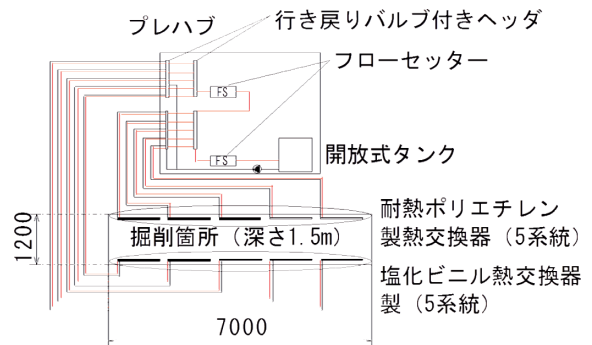 プレハブ
行き戻りバルブ付きヘッダ
フローセッター
FS
開放式タンク
FS
耐熱ポリエチレン
製熱交換器（5系統）
1200
掘削箇所（深さ1.5m）
塩化ビニル熱交換器
製（5系統）
7000